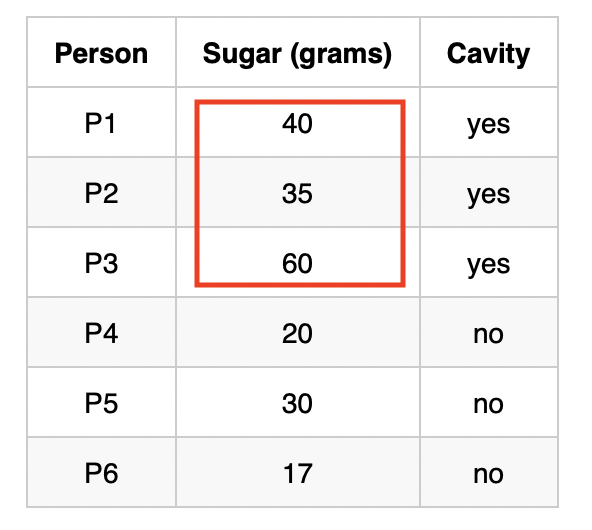 Person Sugar (grams) Cavity
P1 40 yes
P2 35 yes
P3 60 yes
P4 20 no
P5 30 no
P6 17 no